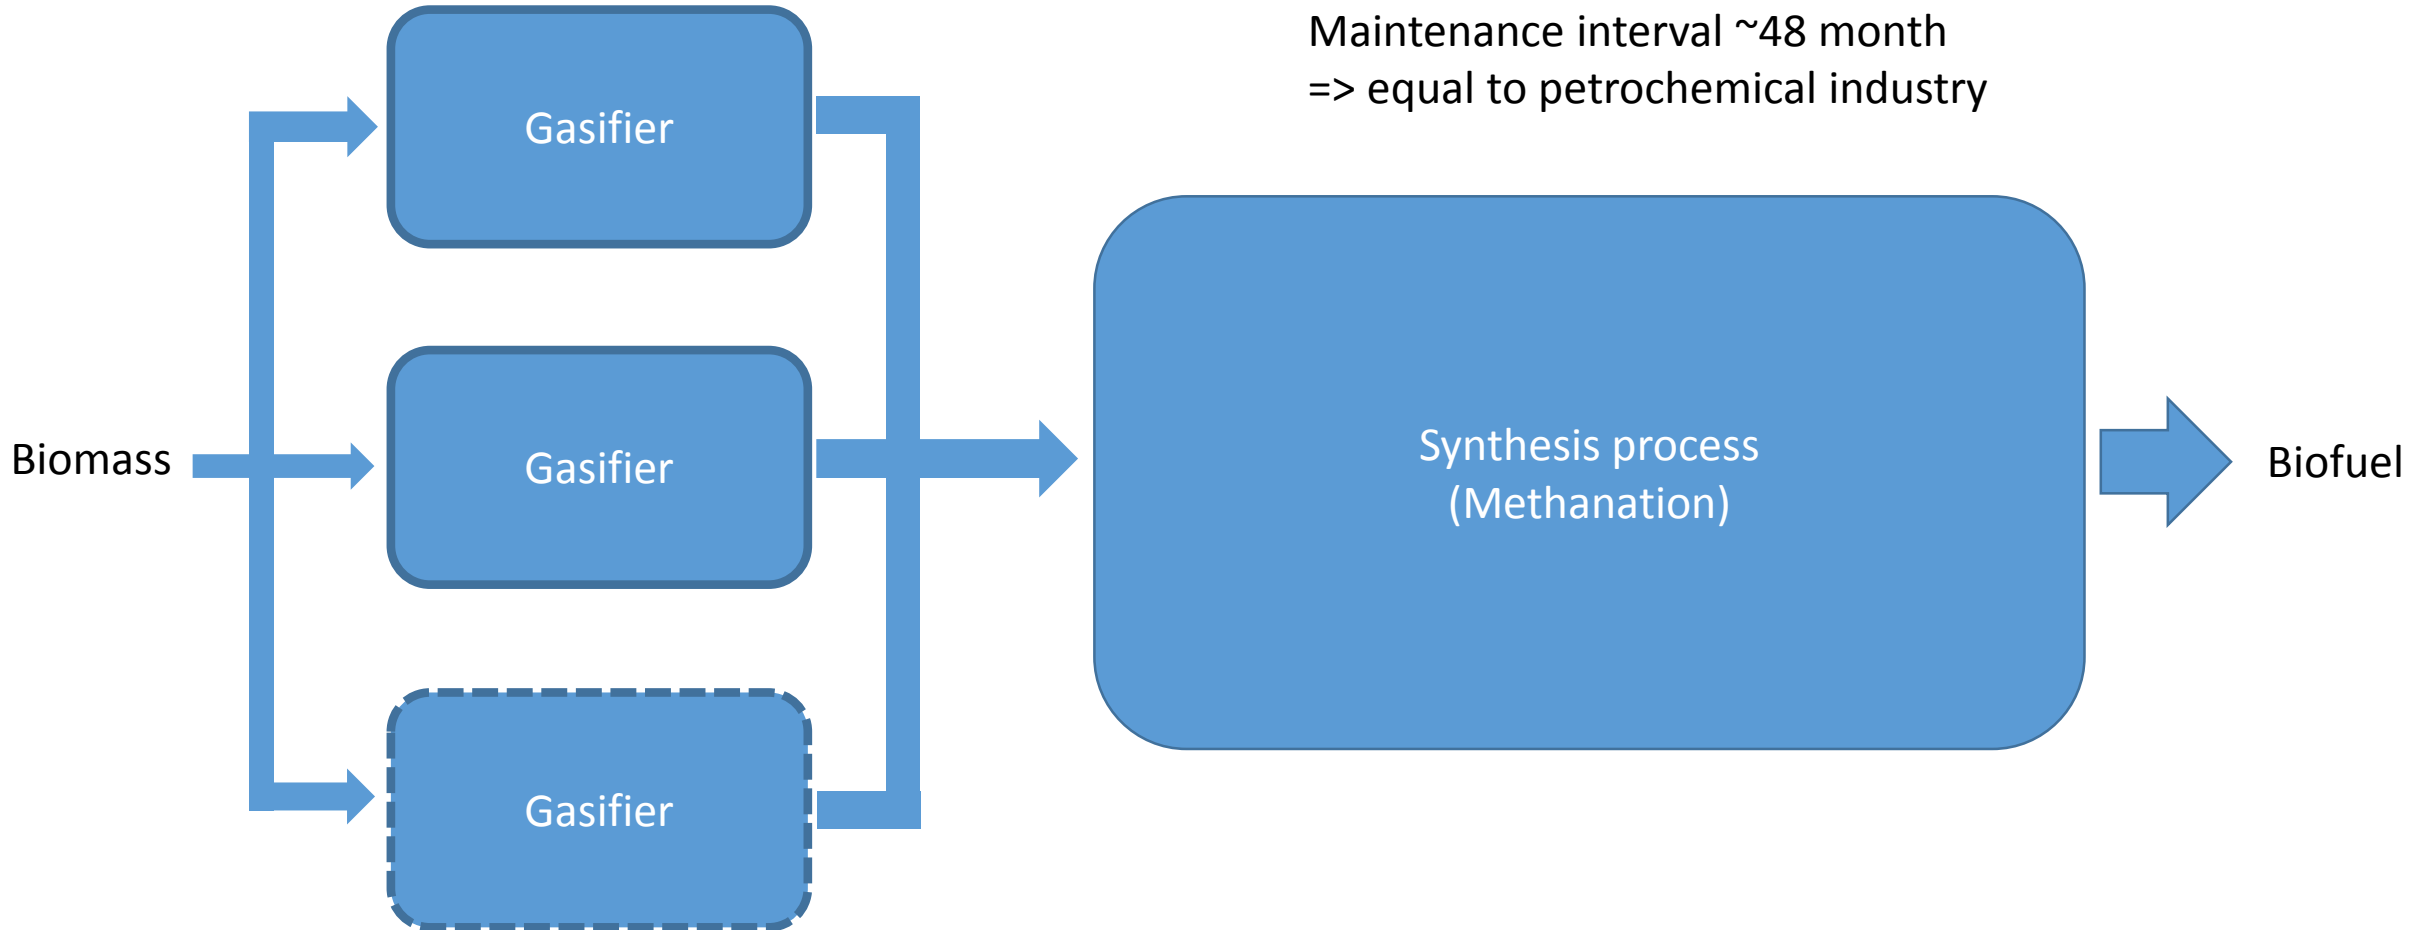 Maintenance interval ~48 month
=> equal to petrochemical industry
Gasifier
Gasifier
Gasifier
Biomass
Synthesis process
(Methanation)
Biofuel